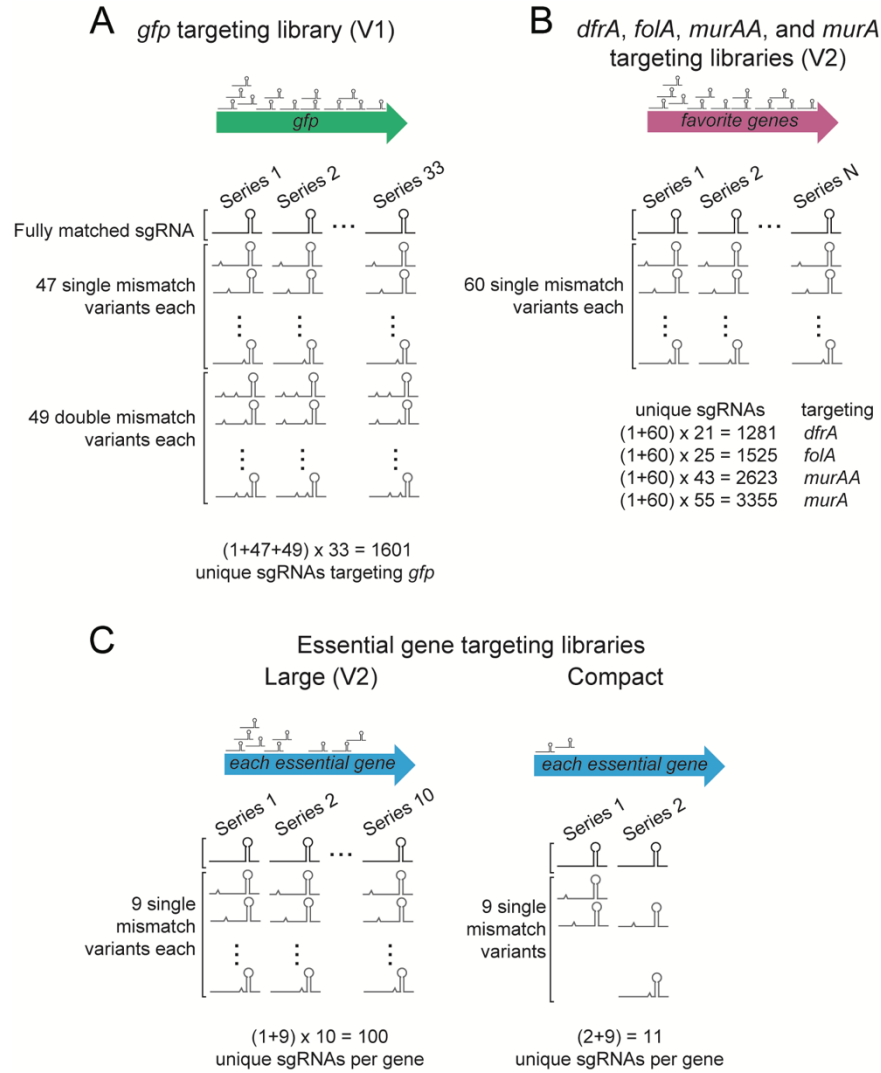 A
gfp targeting library (V1)
gfp
Series 1
Series 2
Series 33
...
Fully matched sgRNA
47 single mismatch
variants each
49 double mismatch
variants each
(1+47+49) x 33 = 1601
unique sgRNAs targeting gfp
B
dfrA, folA, murAA, and murA
targeting libraries (V2)
favorite genes
Series 1
Series 2
Series N
...
60 single mismatch
variants each
unique sgRNAs targeting
(1+60) x 21 = 1281 dfrA
(1+60) x 25 = 1525 folA
(1+60) x 43 = 2623 murAA
(1+60) x 55 = 3355 murA
C
Essential gene targeting libraries
Large (V2)
each essential gene
Series 1
Series 2
Series 10
...
9 single
mismatch
variants each
(1+9) x 10 = 100
unique sgRNAs per gene
Compact
each essential gene
Series 1
Series 2
9 single
mismatch
variants
(2+9) = 11
unique sgRNAs per gene